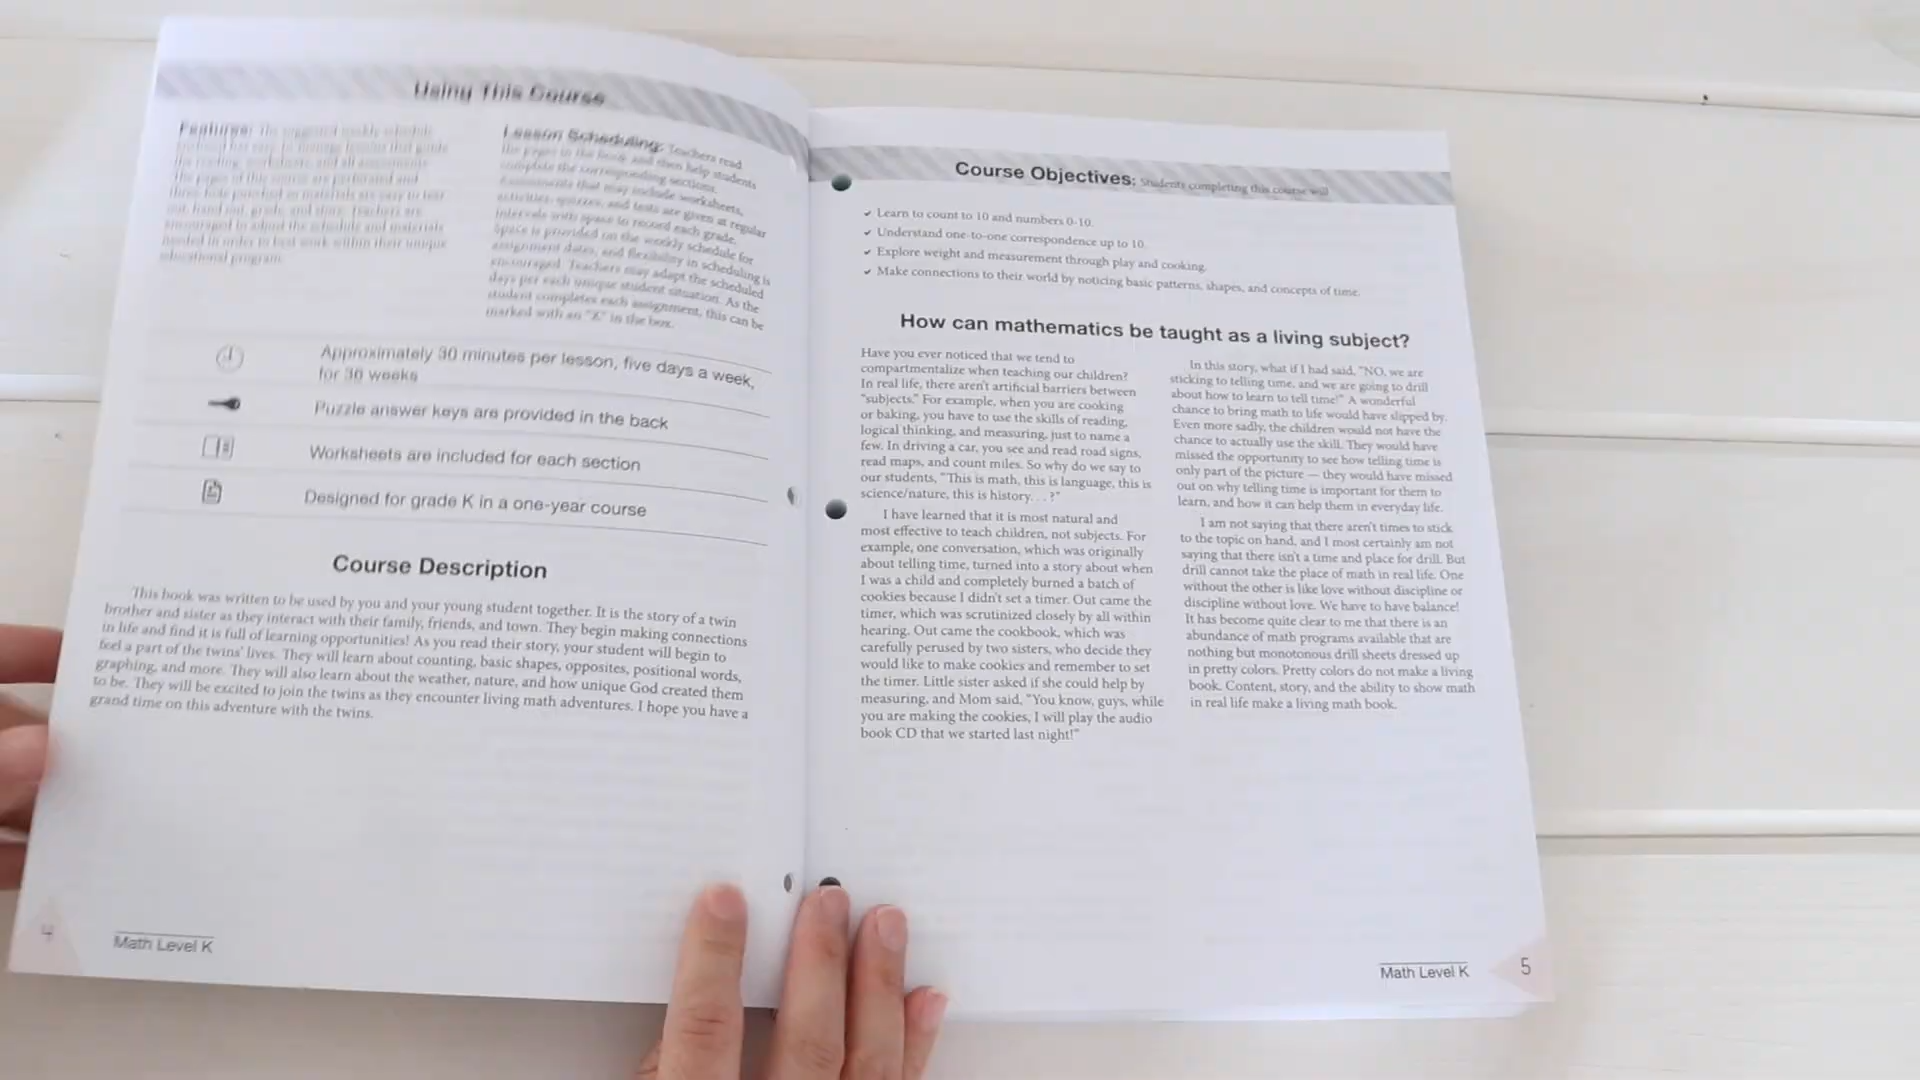 Using This Course
Features: The suggested weekly schedule
enclosed has easy-to-manage lessons that guide
the reading, worksheets, and all assessments.
The pages of this course are perforated and
three-hole punched so materials are easy to tear
out, hand out, grade, and store. Teachers are
encouraged to adjust the schedule and materials
needed in order to best work within their unique
educational program.
Lesson Scheduling: Teachers read
the pages in the book and then help students
complete the corresponding sections.
Assessments that may include worksheets,
activities, quizzes, and tests are given at regular
intervals with space to record each grade.
Space is provided on the weekly schedule for
assignment dates, and flexibility in scheduling is
encouraged. Teachers may adapt the scheduled
days per each unique student situation. As the
student completes each assignment, this can be
marked with an "X" in the box.
Approximately 30 minutes per lesson, five days a week,
for 36 weeks
Puzzle answer keys are provided in the back
Worksheets are included for each section
Designed for grade K in a one-year course
Course Description
This book was written to be used by you and your young student together. It is the story of a twin
brother and sister as they interact with their family, friends, and town. They begin making connections
in life and find it is full of learning opportunities! As you read their story, your student will begin to
feel a part of the twins' lives. They will learn about counting, basic shapes, opposites, positional words,
graphing, and more. They will also learn about the weather, nature, and how unique God created them
to be. They will be excited to join the twins as they encounter living math adventures. I hope you have a
grand time on this adventure with the twins.
4
Math Level K
Course Objectives: Students completing this course will
✓ Learn to count to 10 and numbers 0-10.
✓ Understand one-to-one correspondence up to 10.
✓ Explore weight and measurement through play and cooking.
✓ Make connections to their world by noticing basic patterns, shapes, and concepts of time.
How can mathematics be taught as a living subject?
Have you ever noticed that we tend to
compartmentalize when teaching our children?
In real life, there aren't artificial barriers between
"subjects." For example, when you are cooking
or baking, you have to use the skills of reading,
logical thinking, and measuring, just to name a
few. In driving a car, you see and read road signs,
read maps, and count miles. So why do we say to
our students, "This is math, this is language, this is
science/nature, this is history. . . ?"
I have learned that it is most natural and
most effective to teach children, not subjects. For
example, one conversation, which was originally
about telling time, turned into a story about when
I was a child and completely burned a batch of
cookies because I didn't set a timer. Out came the
timer, which was scrutinized closely by all within
hearing. Out came the cookbook, which was
carefully perused by two sisters, who decide they
would like to make cookies and remember to set
the timer. Little sister asked if she could help by
measuring, and Mom said, "You know, guys, while
you are making the cookies, I will play the audio
book CD that we started last night!"
In this story, what if I had said, "NO, we are
sticking to telling time, and we are going to drill
about how to learn to tell time!" A wonderful
chance to bring math to life would have slipped by.
Even more sadly, the children would not have the
chance to actually use the skill. They would have
missed the opportunity to see how telling time is
only part of the picture — they would have missed
out on why telling time is important for them to
learn, and how it can help them in everyday life.
I am not saying that there aren't times to stick
to the topic on hand, and I most certainly am not
saying that there isn't a time and place for drill. But
drill cannot take the place of math in real life. One
without the other is like love without discipline or
discipline without love. We have to have balance!
It has become quite clear to me that there is an
abundance of math programs available that are
nothing but monotonous drill sheets dressed up
in pretty colors. Pretty colors do not make a living
book. Content, story, and the ability to show math
in real life make a living math book.
Math Level K
5